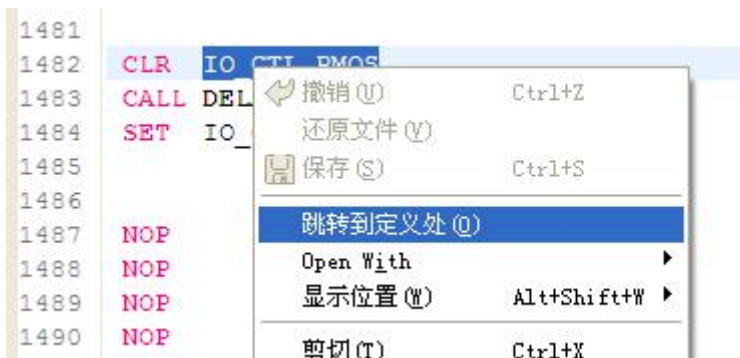 1481
1482 CLR IO_CTL_PMOS
1483 CALL DEL
1484 SET IO_
1485
1486
1487 NOP
1488 NOP
1489 NOP
1490 NOP
撤销(U) Ctrl+Z
还原文件(V)
保存(S) Ctrl+S
跳转到定义处(O)
Open With
显示位置(W) Alt+Shift+W
剪切(T) Ctrl+X